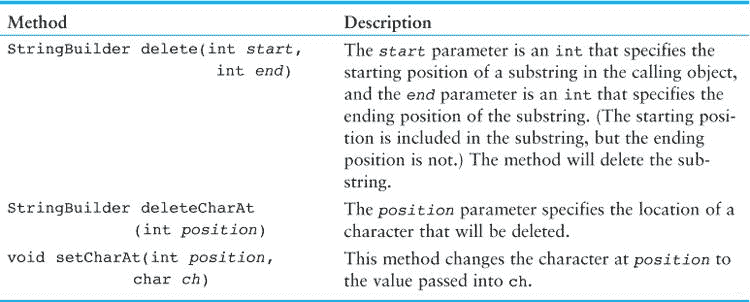 Method Description
StringBuilder delete(int start, The start parameter is an int that specifies the
int end) starting position of a substring in the calling object,
and the end parameter is an int that specifies the
ending position of the substring. (The starting posi-
tion is included in the substring, but the ending
position is not.) The method will delete the sub-
string.
StringBuilder deleteCharAt The position parameter specifies the location of a
(int position) character that will be deleted.
void setCharAt(int position, This method changes the character at position to
char ch) the value passed into ch.